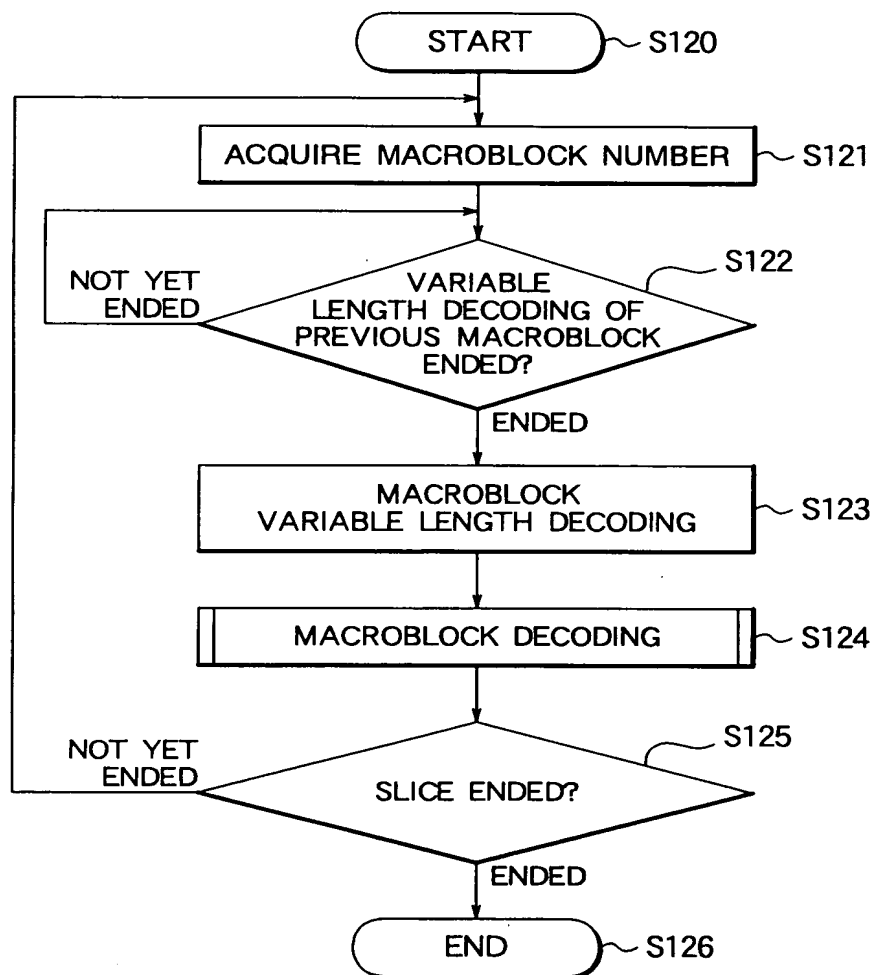 START
S120
ACQUIRE MACROBLOCK NUMBER
S121
S122
NOT YET
ENDED
VARIABLE
LENGTH DECODING OF
PREVIOUS MACROBLOCK
ENDED?
ENDED
MACROBLOCK
VARIABLE LENGTH DECODING
S123
MACROBLOCK DECODING
S124
S125
NOT YET
ENDED
SLICE ENDED?
ENDED
END
S126